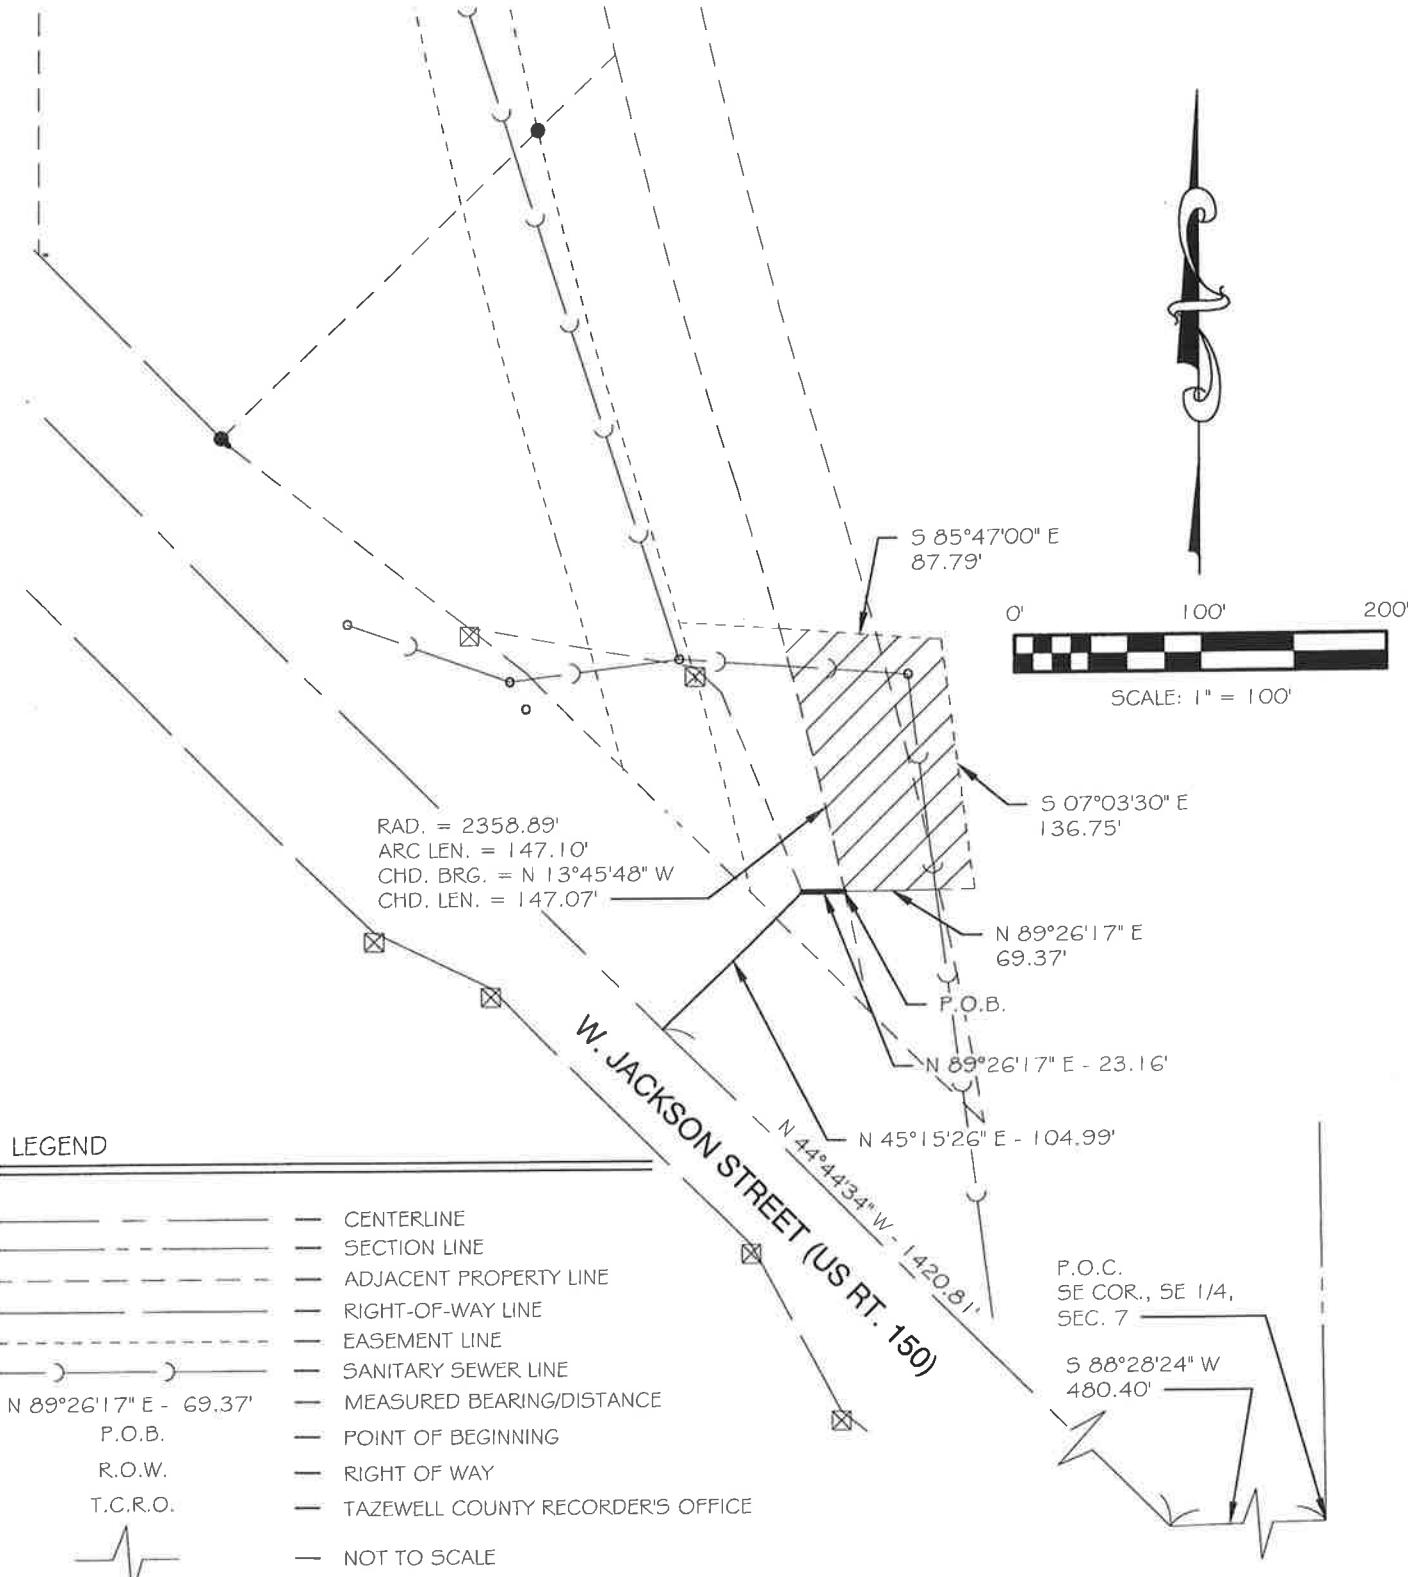 S 85°47'00" E
87.79'
0' 100' 200'
SCALE: 1" = 100'
S 07°03'30" E
136.75'
RAD. = 2358.89'
ARC LEN. = 147.10'
CHD. BRG. = N 13°45'48" W
CHD. LEN. = 147.07'
N 89°26'17" E
69.37'
P.O.B.
N 89°26'17" E - 23.16'
N 45°15'26" E - 104.99'
N 44°44'34" W - 1420.81'
W. JACKSON STREET (US RT. 150)
P.O.C.
SE COR., SE 1/4,
SEC. 7
S 88°28'24" W
480.40'
LEGEND
— CENTERLINE
— SECTION LINE
— ADJACENT PROPERTY LINE
— RIGHT-OF-WAY LINE
— EASEMENT LINE
— SANITARY SEWER LINE
N 89°26'17" E - 69.37' — MEASURED BEARING/DISTANCE
P.O.B. — POINT OF BEGINNING
R.O.W. — RIGHT OF WAY
T.C.R.O. — TAZEWELL COUNTY RECORDER'S OFFICE
— NOT TO SCALE